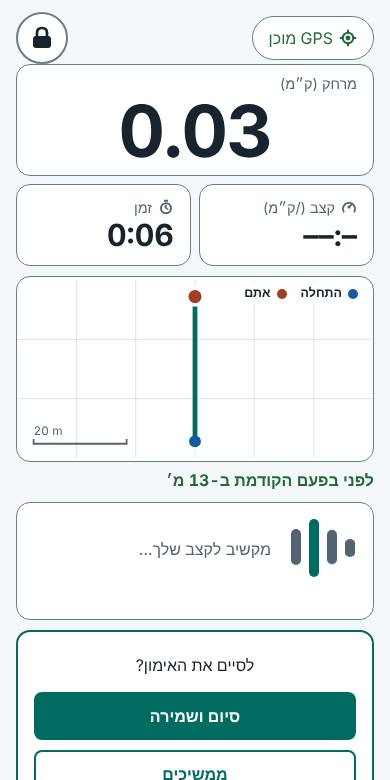 GPS מוכן
מרחק (ק״מ)
0.03
קצב (/ק״מ)
—:—
זמן
0:06
התחלה
אתם
20 m
לפני בפעם הקודמת ב-13 מ׳
מקשיב לקצב שלך...
לסיים את האימון?
סיום ושמירה
ממשיכים